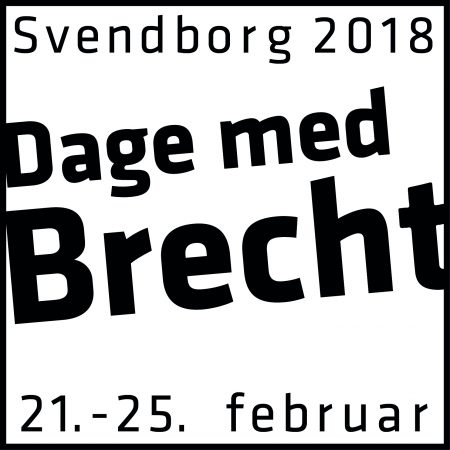 Svendborg 2018
Dage med
Brecht
21.-25. februar